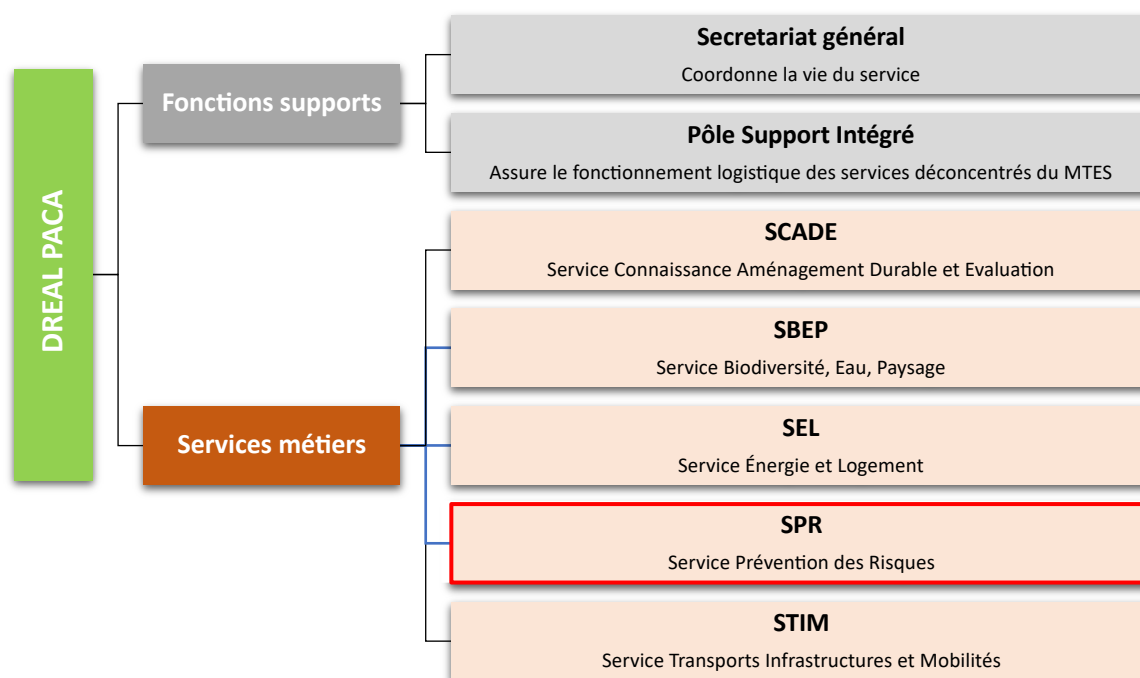 DREAL PACA
Fonctions supports
Secretariat général
Coordonne la vie du service
Pôle Support Intégré
Assure le fonctionnement logistique des services déconcentrés du MTES
Services métiers
SCADE
Service Connaissance Aménagement Durable et Evaluation
SBEP
Service Biodiversité, Eau, Paysage
SEL
Service Énergie et Logement
SPR
Service Prévention des Risques
STIM
Service Transports Infrastructures et Mobilités